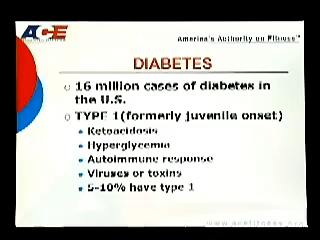 ACE
America's Authority on Fitness™
DIABETES
16 million cases of diabetes in
the U.S.
TYPE 1(formerly juvenile onset)
Ketoacidosis
Hyperglycemia
Autoimmune response
Viruses or toxins
5-10% have type 1
www.acefitness.org